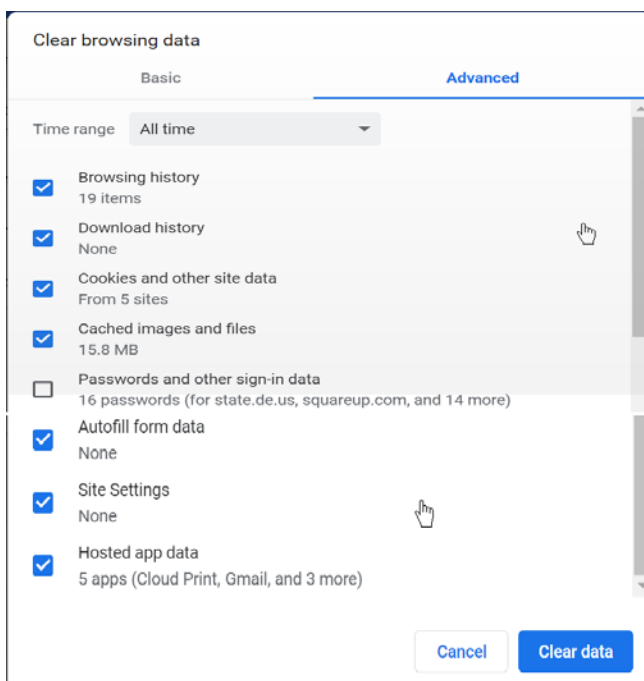 Clear browsing data
Basic Advanced
Time range All time
Browsing history
19 items
Download history
None
Cookies and other site data
From 5 sites
Cached images and files
15.8 MB
Passwords and other sign-in data
16 passwords (for state.de.us, squareup.com, and 14 more)
Autofill form data
None
Site Settings
None
Hosted app data
5 apps (Cloud Print, Gmail, and 3 more)
Cancel Clear data